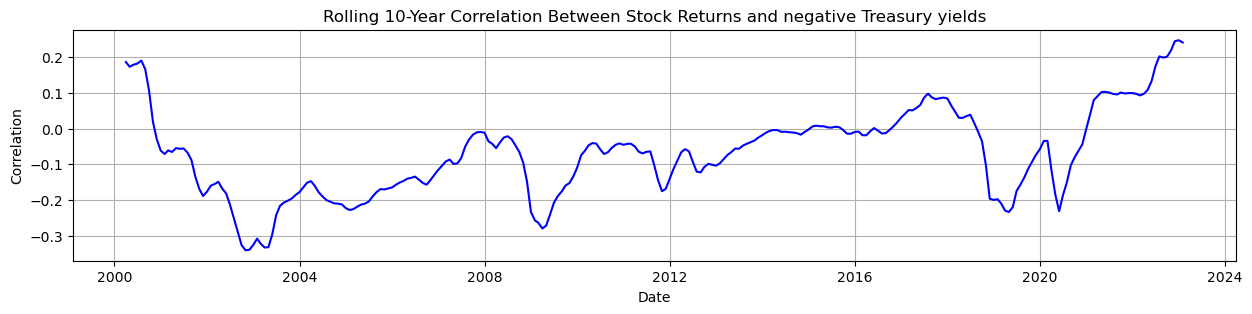 Rolling 10-Year Correlation Between Stock Returns and negative Treasury yields
Correlation
0.2
0.1
0.0
−0.1
−0.2
−0.3
2000 2004 2008 2012 2016 2020 2024
Date